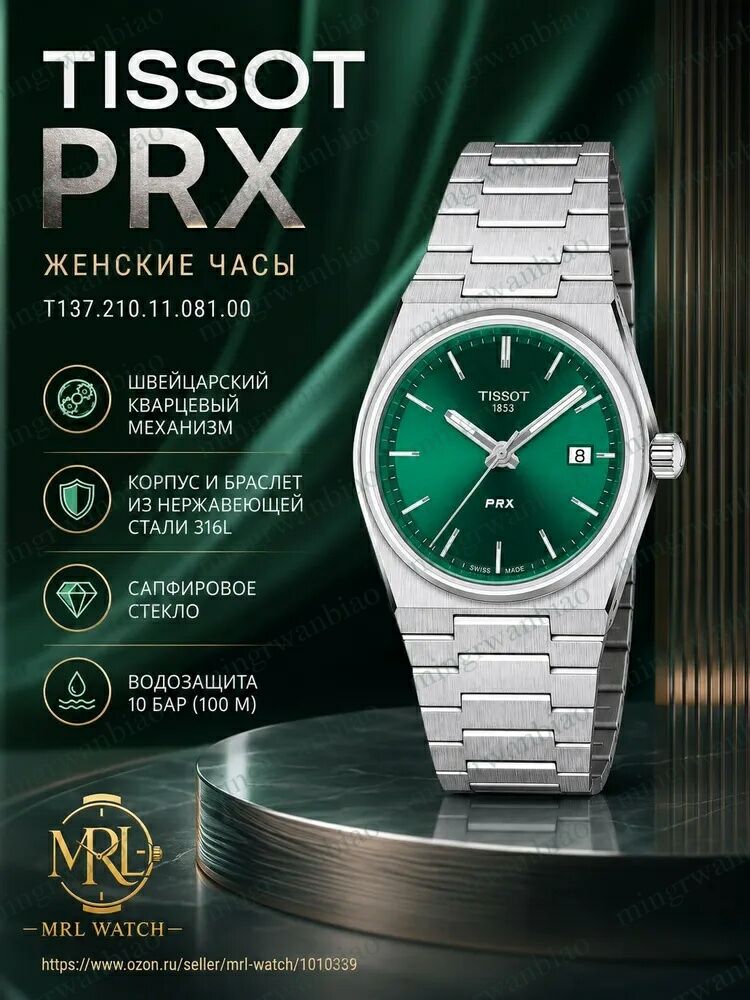 TISSOT
PRX
ЖЕНСКИЕ ЧАСЫ
T137.210.11.081.00
ШВЕЙЦАРСКИЙ
КВАРЦЕВЫЙ
МЕХАНИЗМ
КОРПУС И БРАСЛЕТ
ИЗ НЕРЖАВЕЮЩЕЙ
СТАЛИ 316L
САПФИРОВОЕ
СТЕКЛО
ВОДОЗАЩИТА
10 БАР (100 М)
TISSOT
1853
8
PRX
SWISS MADE
MRL
MRL WATCH
https://www.ozon.ru/seller/mrl-watch/1010339
mingrwanbiao